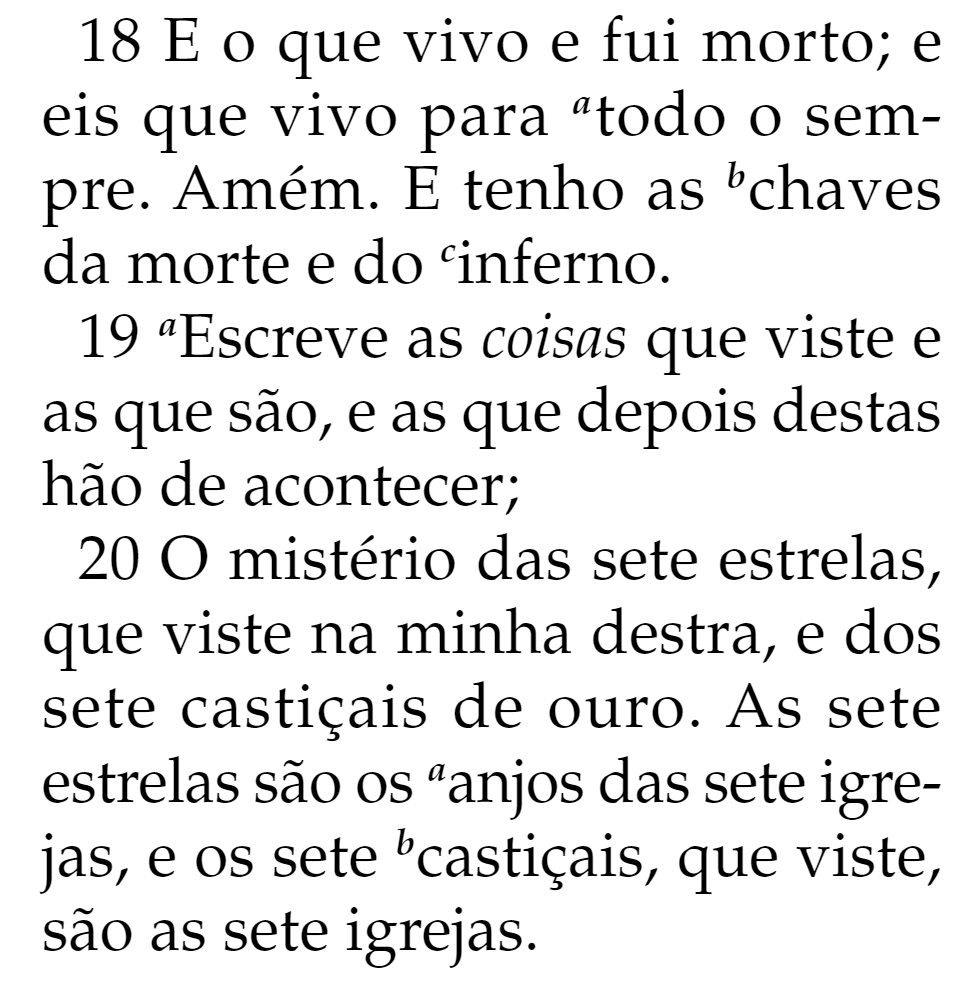 18 E o que vivo e fui morto; e
eis que vivo para ᵃtodo o sem-
pre. Amém. E tenho as ᵇchaves
da morte e do ᶜinferno.
19 ᵃEscreve as coisas que viste e
as que são, e as que depois destas
hão de acontecer;
20 O mistério das sete estrelas,
que viste na minha destra, e dos
sete castiçais de ouro. As sete
estrelas são os ᵃanjos das sete igre-
jas, e os sete ᵇcastiçais, que viste,
são as sete igrejas.